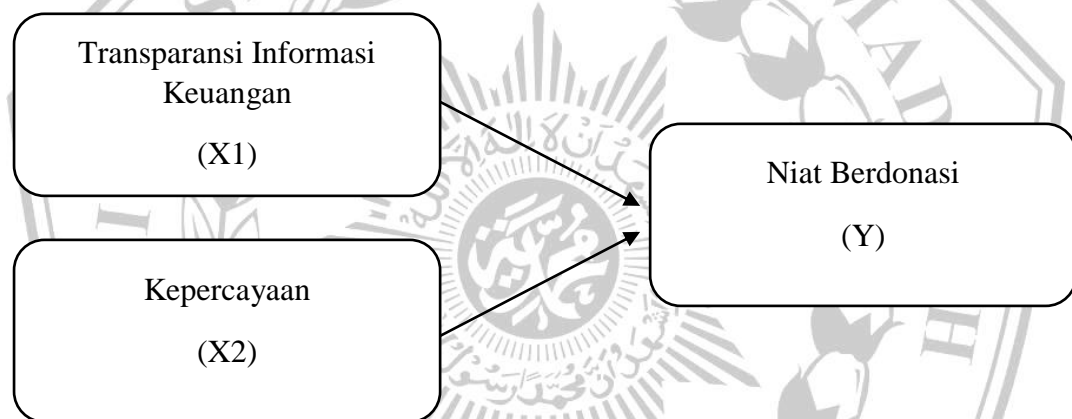 Transparansi Informasi
Keuangan
(X1)
Niat Berdonasi
(Y)
Kepercayaan
(X2)